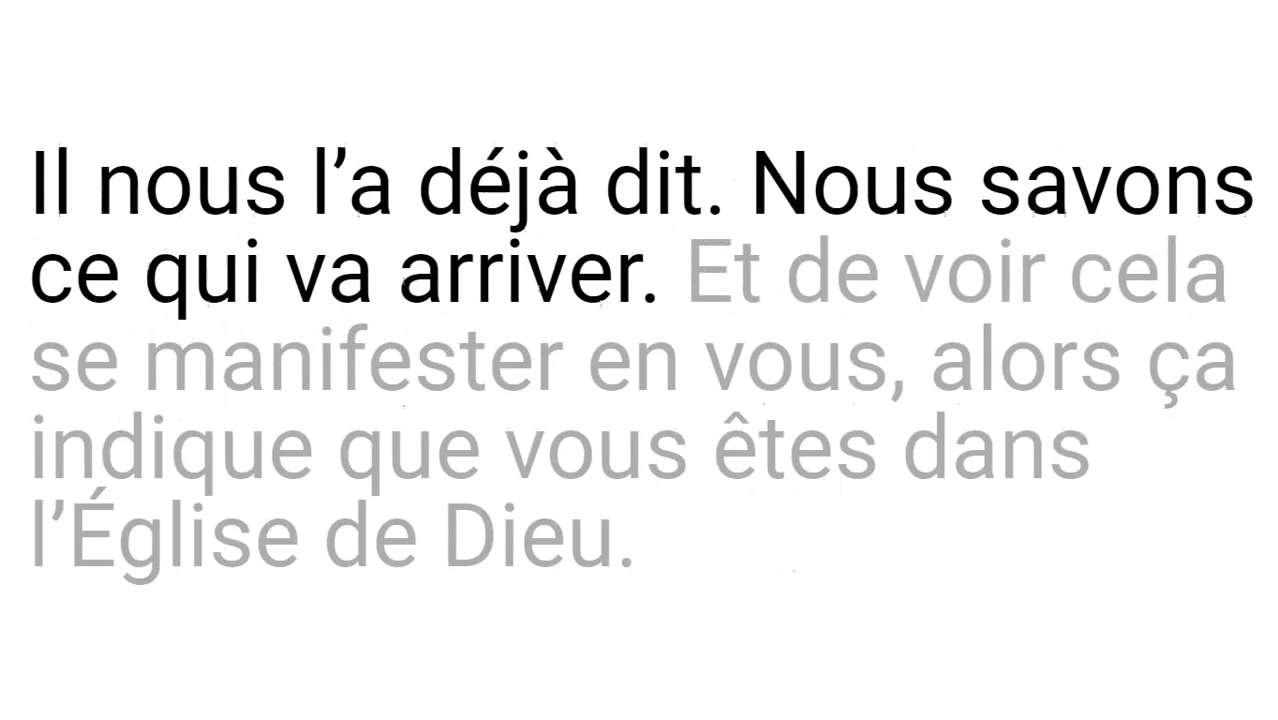 Il nous l’a déjà dit. Nous savons
ce qui va arriver. Et de voir cela
se manifester en vous, alors ça
indique que vous êtes dans
l’Église de Dieu.